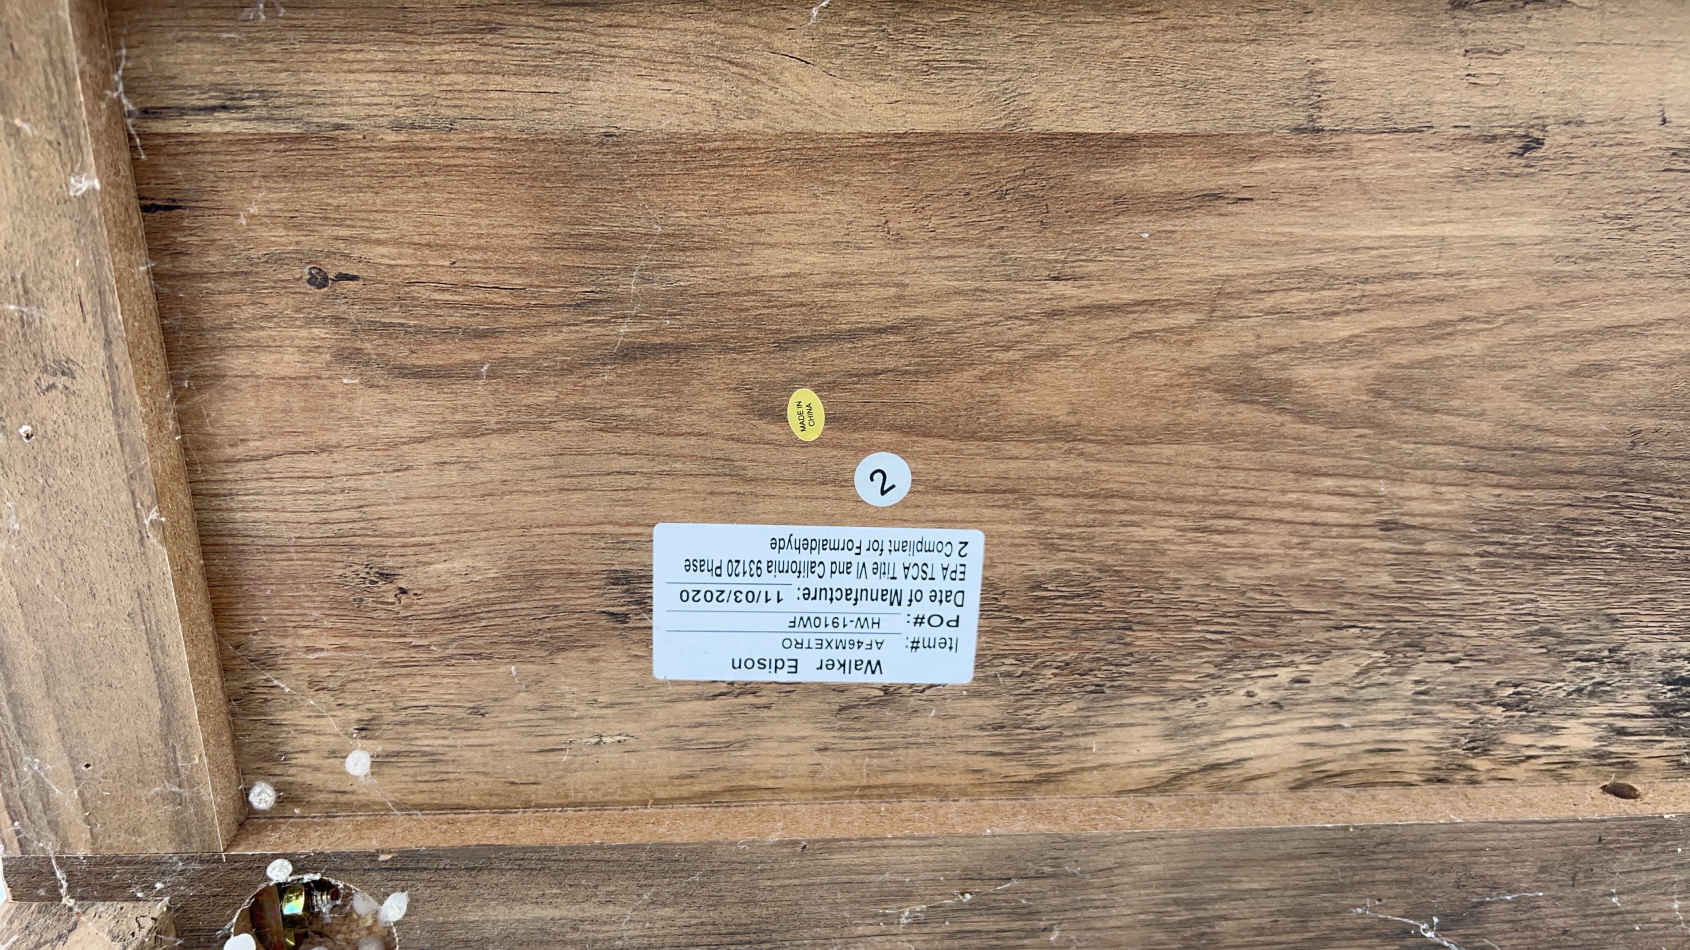 MADE IN
CHINA
2
Walker Edison
Item#: AF46MXETRO
PO#: HW-1910WF
Date of Manufacture: 11/03/2020
EPA TSCA Title VI and California 93120 Phase
2 Compliant for Formaldehyde